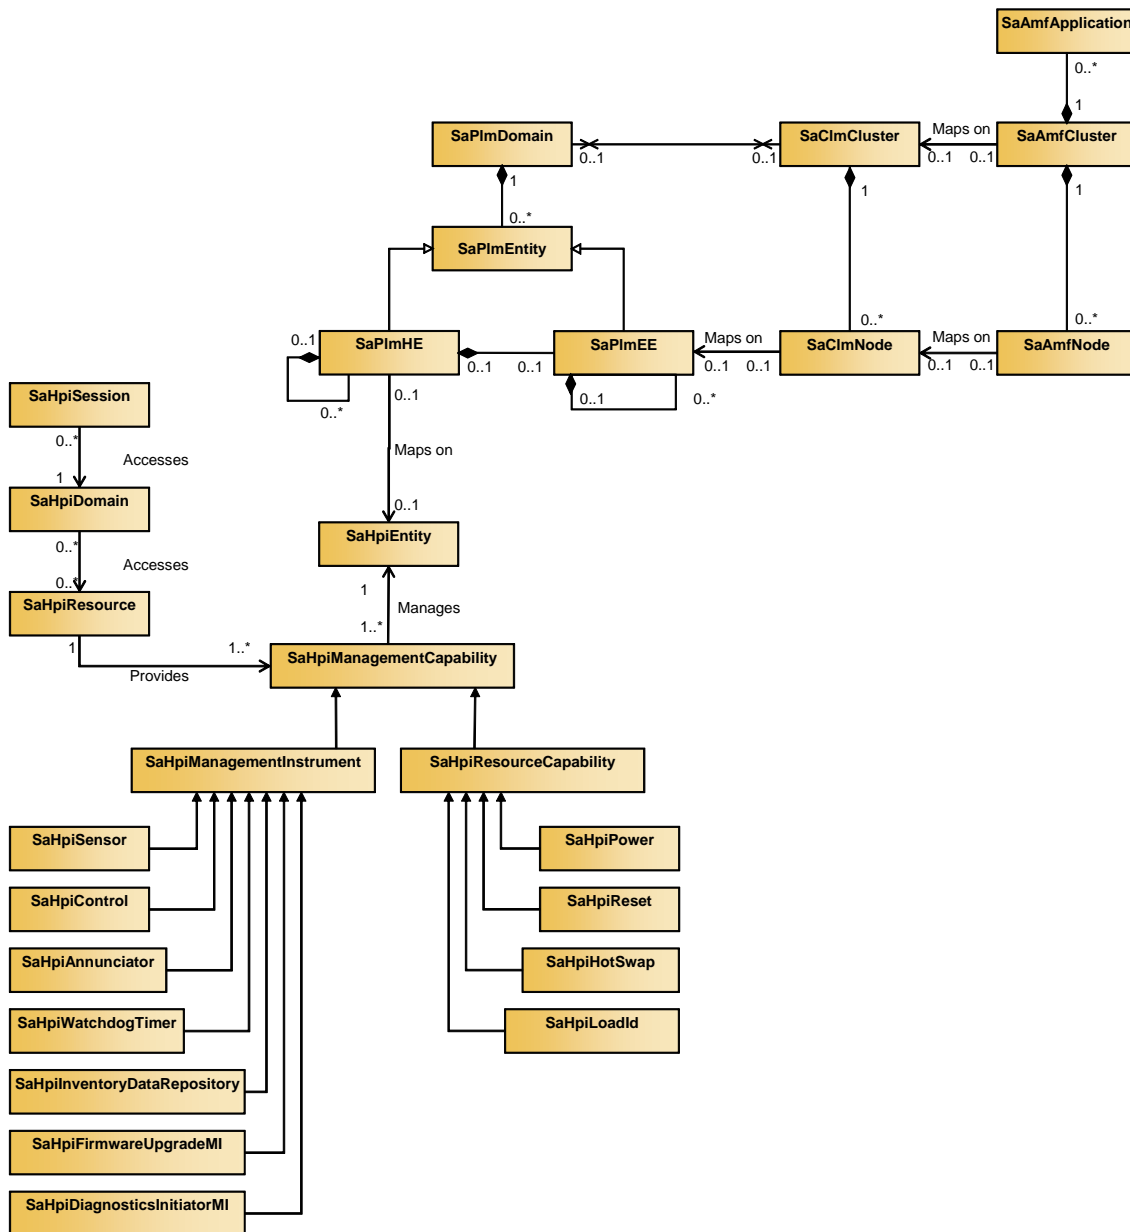 SaAmfApplication
0..*
1
SaPlmDomain
SaClmCluster
Maps on
SaAmfCluster
0..1
0..1
0..1
0..1
1
1
1
0..*
SaPlmEntity
0..*
0..*
0..1
SaPlmHE
SaPlmEE
Maps on
SaClmNode
Maps on
SaAmfNode
0..1
0..1
0..1
0..1
0..1
0..1
0..*
0..1
0..1
0..*
SaHpiSession
0..*
Accesses
1
Maps on
SaHpiDomain
0..1
0..*
SaHpiEntity
Accesses
0..*
1
SaHpiResource
Manages
1..*
1
1..*
SaHpiManagementCapability
Provides
SaHpiManagementInstrument
SaHpiResourceCapability
SaHpiSensor
SaHpiPower
SaHpiControl
SaHpiReset
SaHpiAnnunciator
SaHpiHotSwap
SaHpiWatchdogTimer
SaHpiLoadId
SaHpiInventoryDataRepository
SaHpiFirmwareUpgradeMI
SaHpiDiagnosticsInitiatorMI